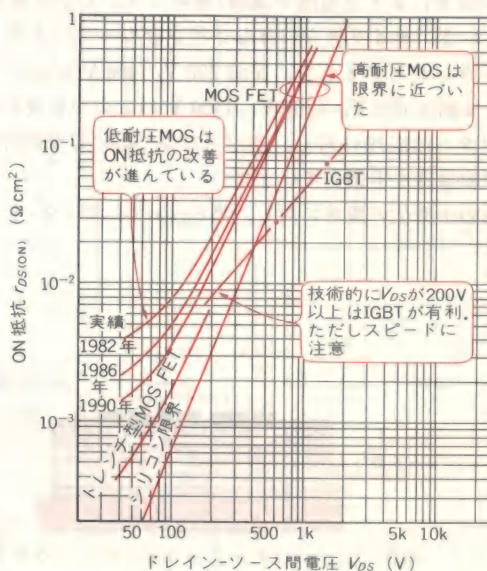 1
10⁻¹
10⁻²
10⁻³
ON抵抗 rDS(ON) (Ωcm²)
MOS FET
高耐圧MOSは
限界に近づい
た
低耐圧MOSは
ON抵抗の改善
が進んでいる
IGBT
技術的にVDSが200V
以上はIGBTが有利.
ただしスピードに
注意
実績
1982年
1986
年
1990年
トレンチ型MOS FET
シリコン限界
50 100 500 1k 5k 10k
ドレイン-ソース間電圧 VDS (V)